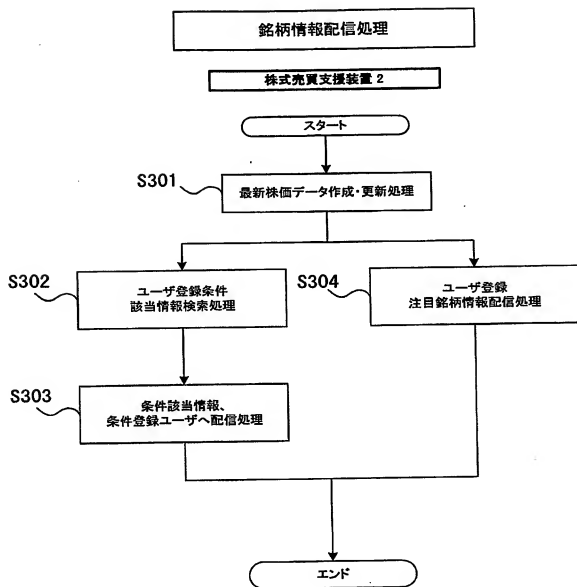 銘柄情報配信処理
株式売買支援装置2
スタート
S301
最新株価データ作成・更新処理
S302
ユーザ登録条件
該当情報検索処理
S304
ユーザ登録
注目銘柄情報配信処理
S303
条件該当情報、
条件登録ユーザへ配信処理
エンド